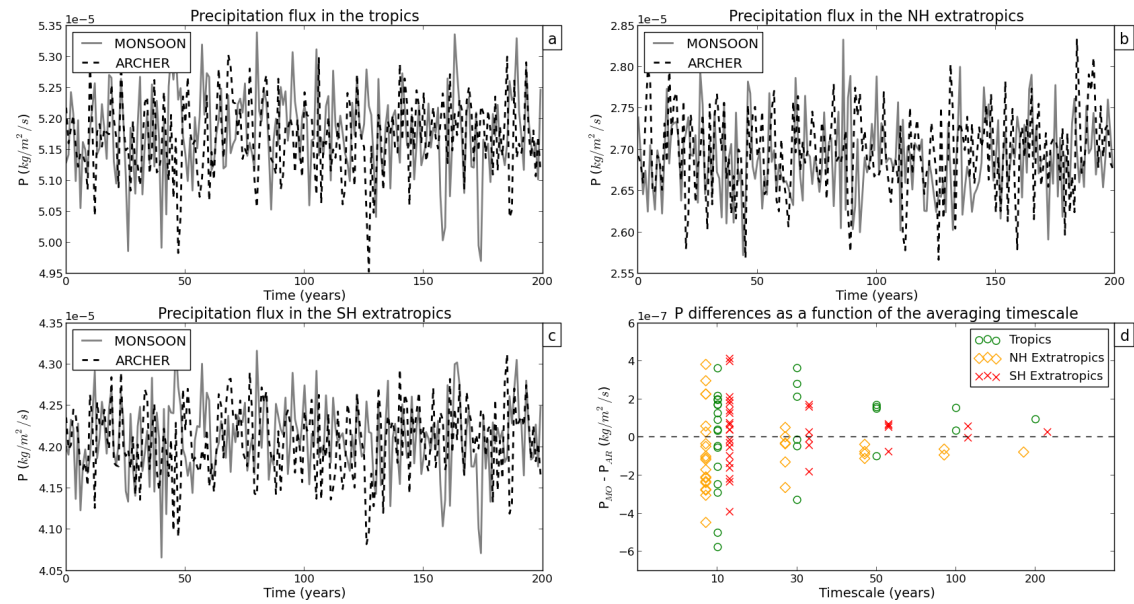 Precipitation flux in the tropics
1e−5
a
MONSOON
ARCHER
5.35
5.30
5.25
5.20
5.15
5.10
5.05
5.00
4.95
P (kg/m² /s)
0
50
100
150
200
Time (years)
Precipitation flux in the NH extratropics
1e−5
b
MONSOON
ARCHER
2.85
2.80
2.75
2.70
2.65
2.60
2.55
P (kg/m² /s)
0
50
100
150
200
Time (years)
Precipitation flux in the SH extratropics
1e−5
c
MONSOON
ARCHER
4.35
4.30
4.25
4.20
4.15
4.10
4.05
P (kg/m² /s)
0
50
100
150
200
Time (years)
P differences as a function of the averaging timescale
1e−7
d
Tropics
NH Extratropics
SH Extratropics
6
4
2
0
−2
−4
−6
P_MO - P_AR (kg/m² /s)
10
30
50
100
200
Timescale (years)